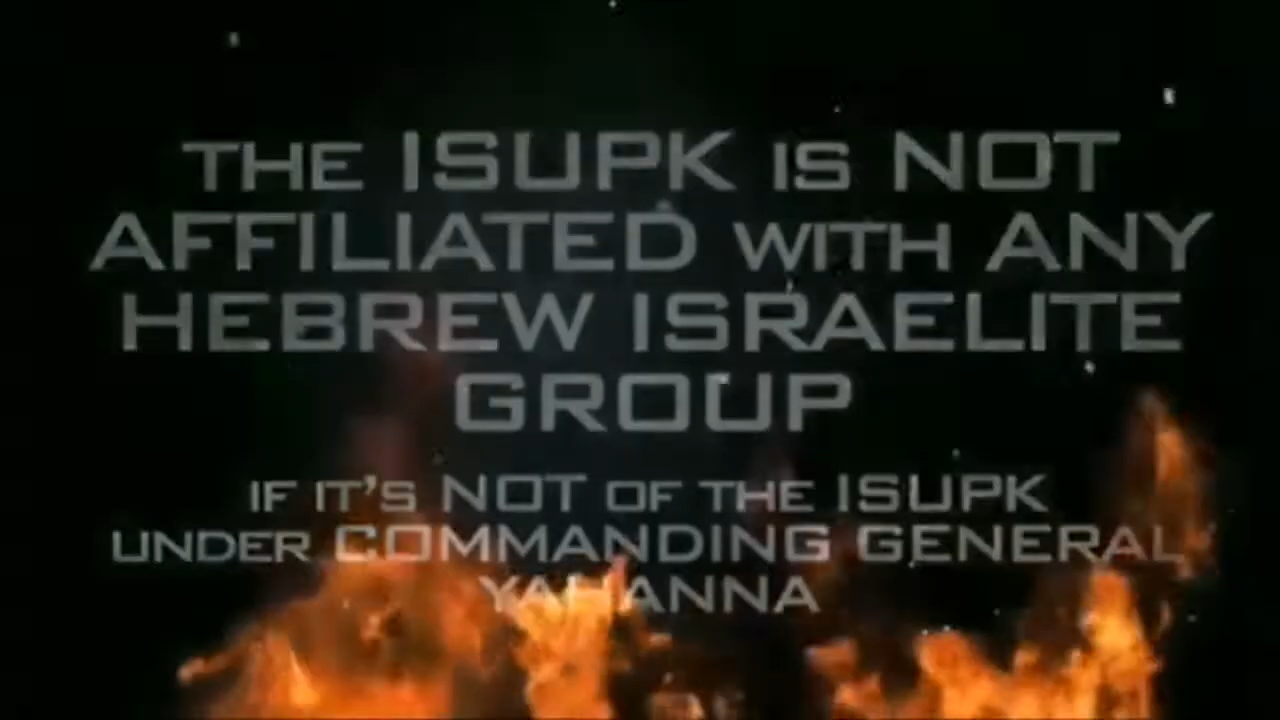 THE ISUPK IS NOT
AFFILIATED WITH ANY
HEBREW ISRAELITE
GROUP
IF IT'S NOT OF THE ISUPK
UNDER COMMANDING GENERAL
YAHANNA